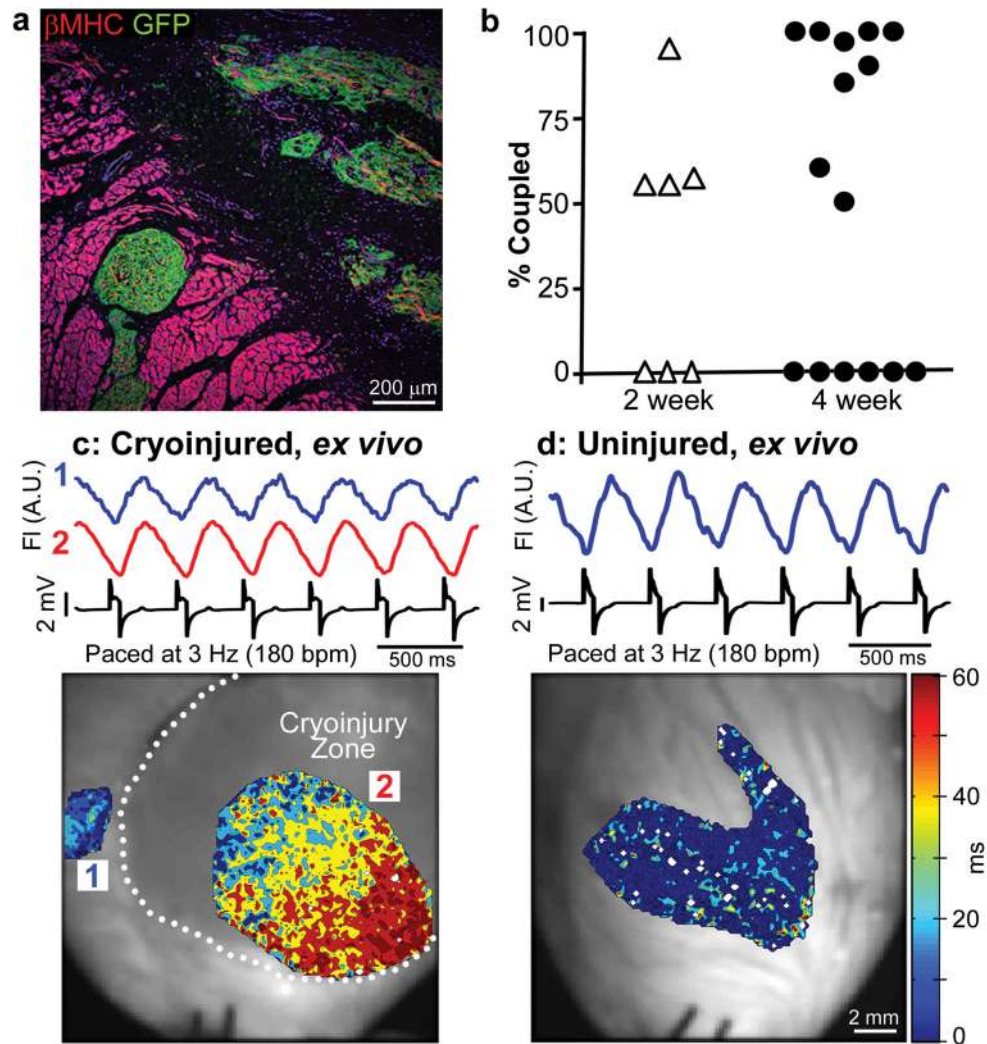 a
βMHC GFP
200 μm
b
% Coupled
100
75
50
25
0
2 week
4 week
c: Cryoinjured, ex vivo
FI (A.U.)
1
2
2 mV
Paced at 3 Hz (180 bpm)
500 ms
Cryoinjury
Zone
2
1
d: Uninjured, ex vivo
FI (A.U.)
2 mV
Paced at 3 Hz (180 bpm)
500 ms
2 mm
60
40
20
0
ms